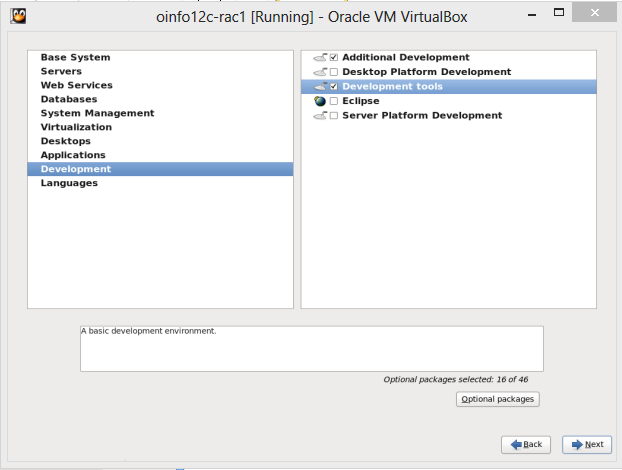 oinfo12c-rac1 [Running] - Oracle VM VirtualBox
Base System
Servers
Web Services
Databases
System Management
Virtualization
Desktops
Applications
Development
Languages
Additional Development
Desktop Platform Development
Development tools
Eclipse
Server Platform Development
A basic development environment.
Optional packages selected: 16 of 46
Optional packages
Back
Next